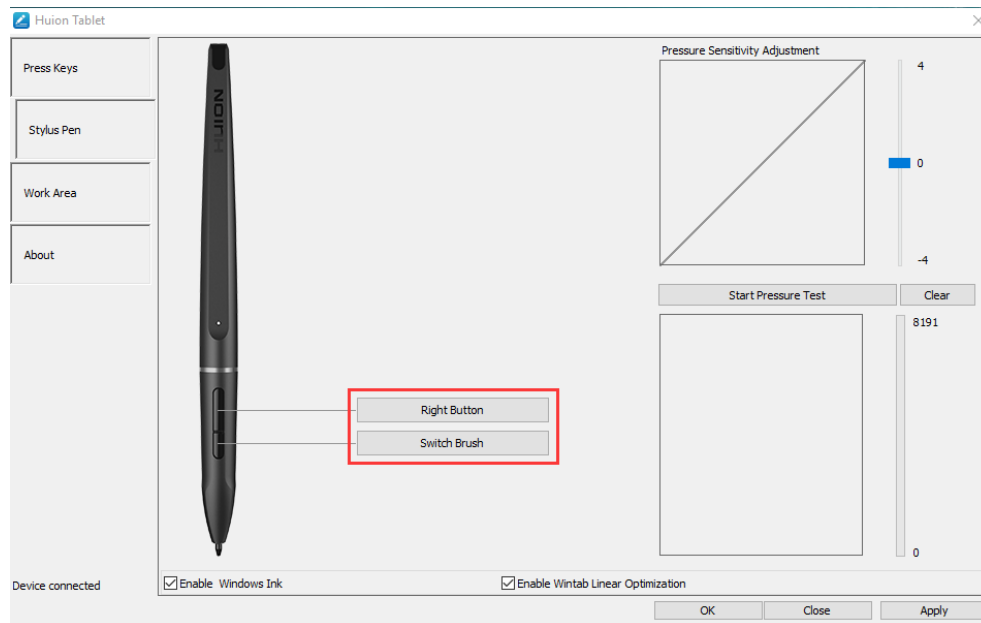 Huion Tablet
Press Keys
Stylus Pen
Work Area
About
Device connected
HUION
Right Button
Switch Brush
Pressure Sensitivity Adjustment
4
0
-4
Start Pressure Test
Clear
8191
0
Enable Windows Ink
Enable Wintab Linear Optimization
OK
Close
Apply